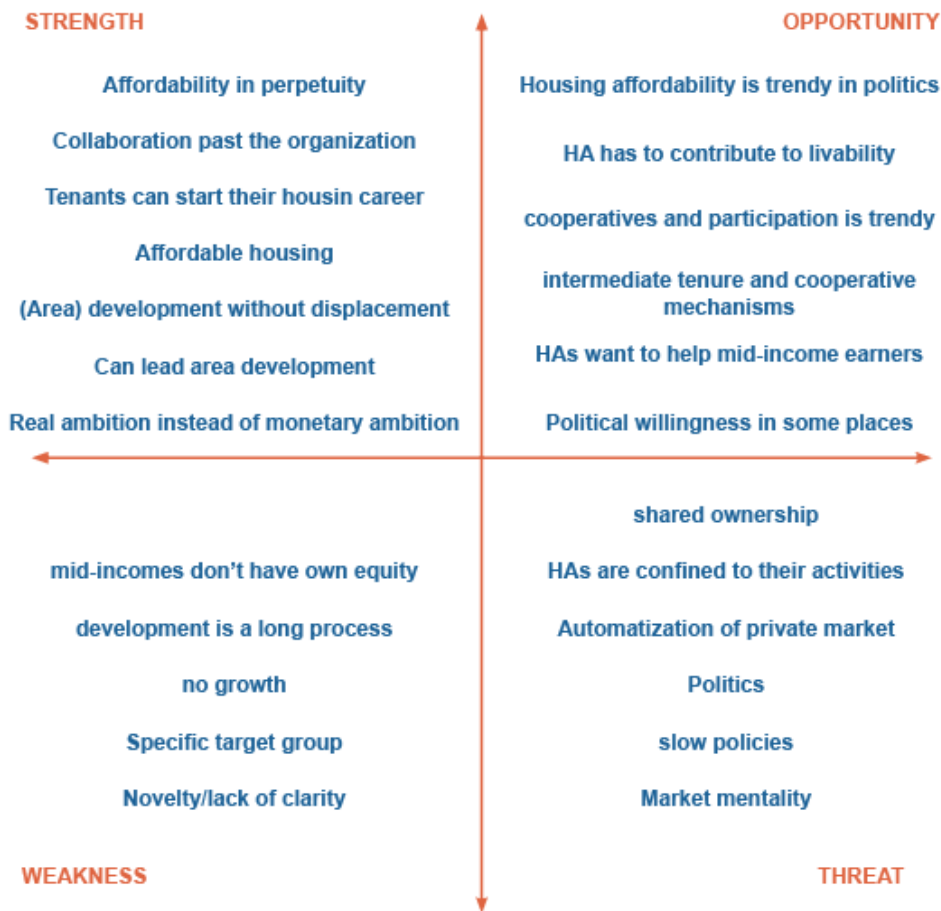 STRENGTH
Affordability in perpetuity
Collaboration past the organization
Tenants can start their housin career
Affordable housing
(Area) development without displacement
Can lead area development
Real ambition instead of monetary ambition
OPPORTUNITY
Housing affordability is trendy in politics
HA has to contribute to livability
cooperatives and participation is trendy
intermediate tenure and cooperative
mechanisms
HAs want to help mid-income earners
Political willingness in some places
mid-incomes don't have own equity
development is a long process
no growth
Specific target group
Novelty/lack of clarity
WEAKNESS
shared ownership
HAs are confined to their activities
Automatization of private market
Politics
slow policies
Market mentality
THREAT